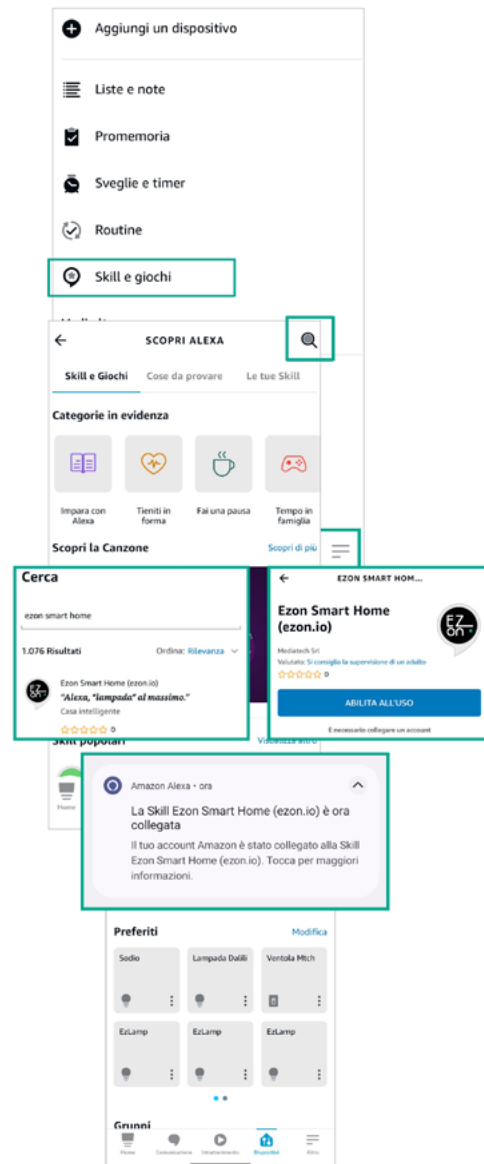 Aggiungi un dispositivo
Liste e note
Promemoria
Sveglie e timer
Routine
Skill e giochi
SCOPRI ALEXA
Skill e Giochi Cose da provare Le tue Skill
Categorie in evidenza
Impara con
Alexa
Tieniti in
forma
Fai una pausa
Tempo in
famiglia
Scopri la Canzone Scopri di più
Cerca
ezon smart home
1.076 Risultati Ordina: Rilevanza
EZ
on
Ezon Smart Home (ezon.io)
"Alexa, "lampada" al massimo."
Casa intelligente
0
EZON SMART HOM...
Ezon Smart Home
(ezon.io)
EZ
on
Mediatech Srl
Valutato: Si consiglia la supervisione di un adulto
0
ABILITA ALL'USO
È necessario collegare un account
Skill popolari
Home
Amazon Alexa • ora
La Skill Ezon Smart Home (ezon.io) è ora
collegata
Il tuo account Amazon è stato collegato alla Skill
Ezon Smart Home (ezon.io). Tocca per maggiori
informazioni.
Preferiti Modifica
Sodio Lampada Dalili Ventola Mtch
EzLamp EzLamp EzLamp
Gruppi
Home Comunicazione Intrattenimento Dispositivi Altro